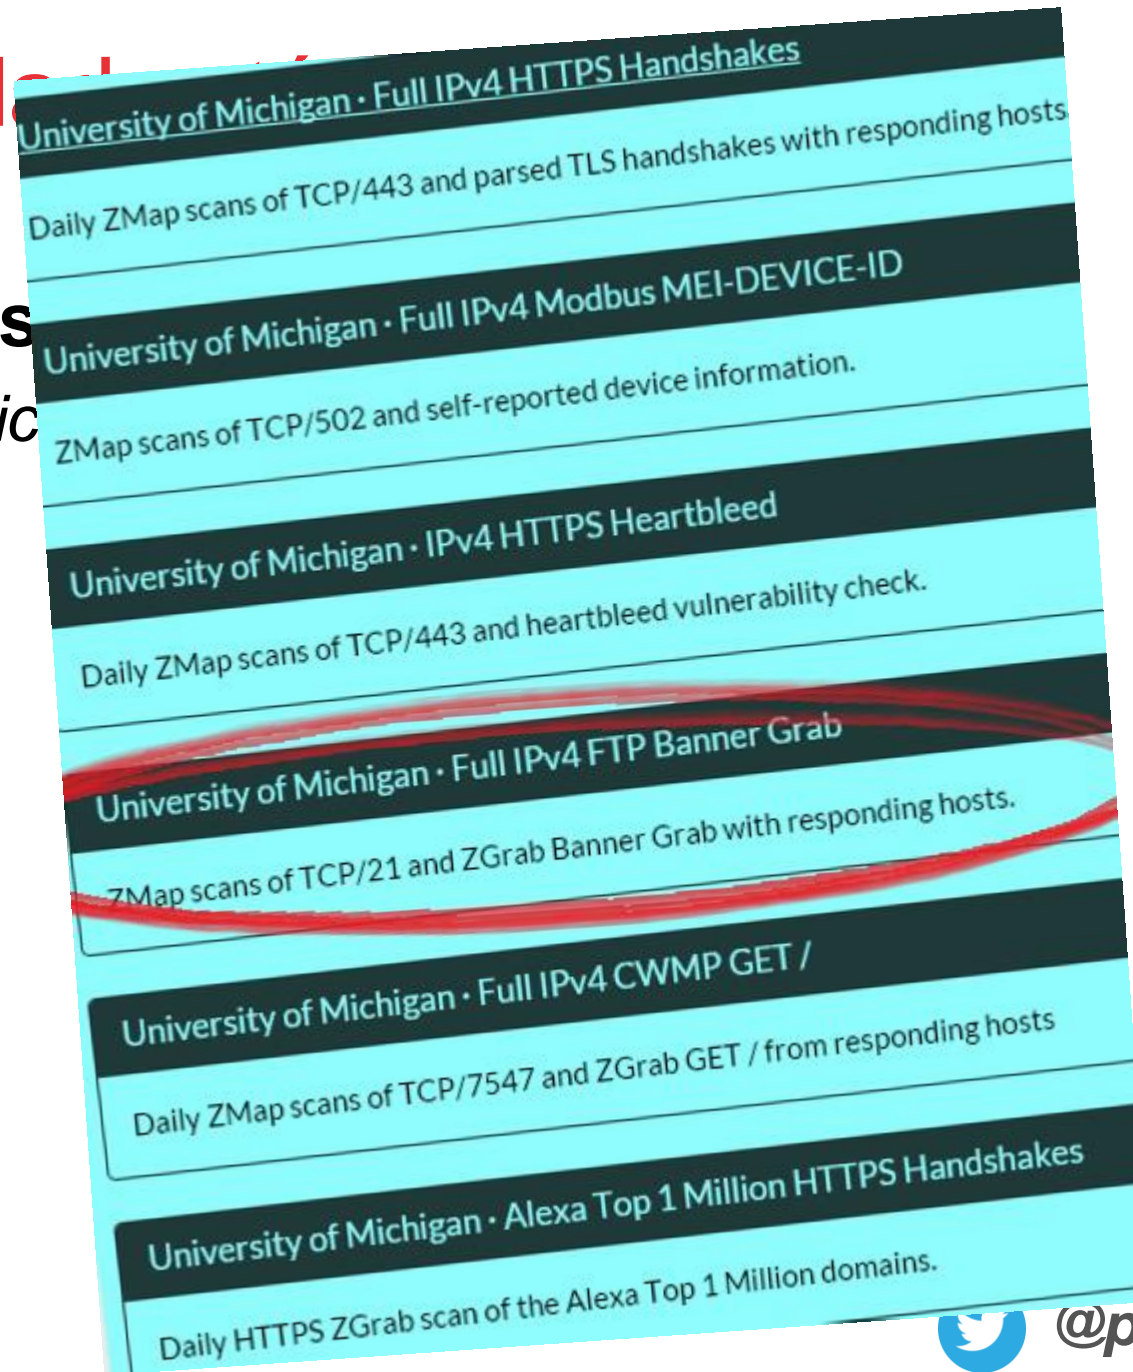 University of Michigan · Full IPv4 HTTPS Handshakes
Daily ZMap scans of TCP/443 and parsed TLS handshakes with responding hosts.
University of Michigan · Full IPv4 Modbus MEI-DEVICE-ID
ZMap scans of TCP/502 and self-reported device information.
University of Michigan · IPv4 HTTPS Heartbleed
Daily ZMap scans of TCP/443 and heartbleed vulnerability check.
University of Michigan · Full IPv4 FTP Banner Grab
ZMap scans of TCP/21 and ZGrab Banner Grab with responding hosts.
University of Michigan · Full IPv4 CWMP GET /
Daily ZMap scans of TCP/7547 and ZGrab GET / from responding hosts
University of Michigan · Alexa Top 1 Million HTTPS Handshakes
Daily HTTPS ZGrab scan of the Alexa Top 1 Million domains.